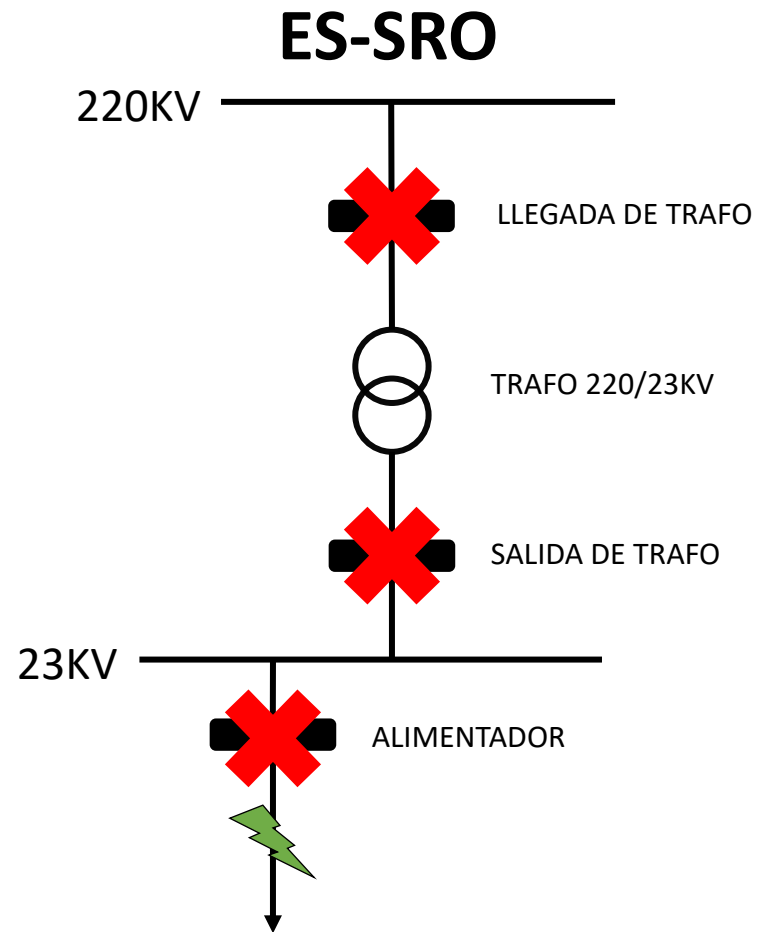 ES-SRO
220KV
LLEGADA DE TRAFO
TRAFO 220/23KV
SALIDA DE TRAFO
23KV
ALIMENTADOR